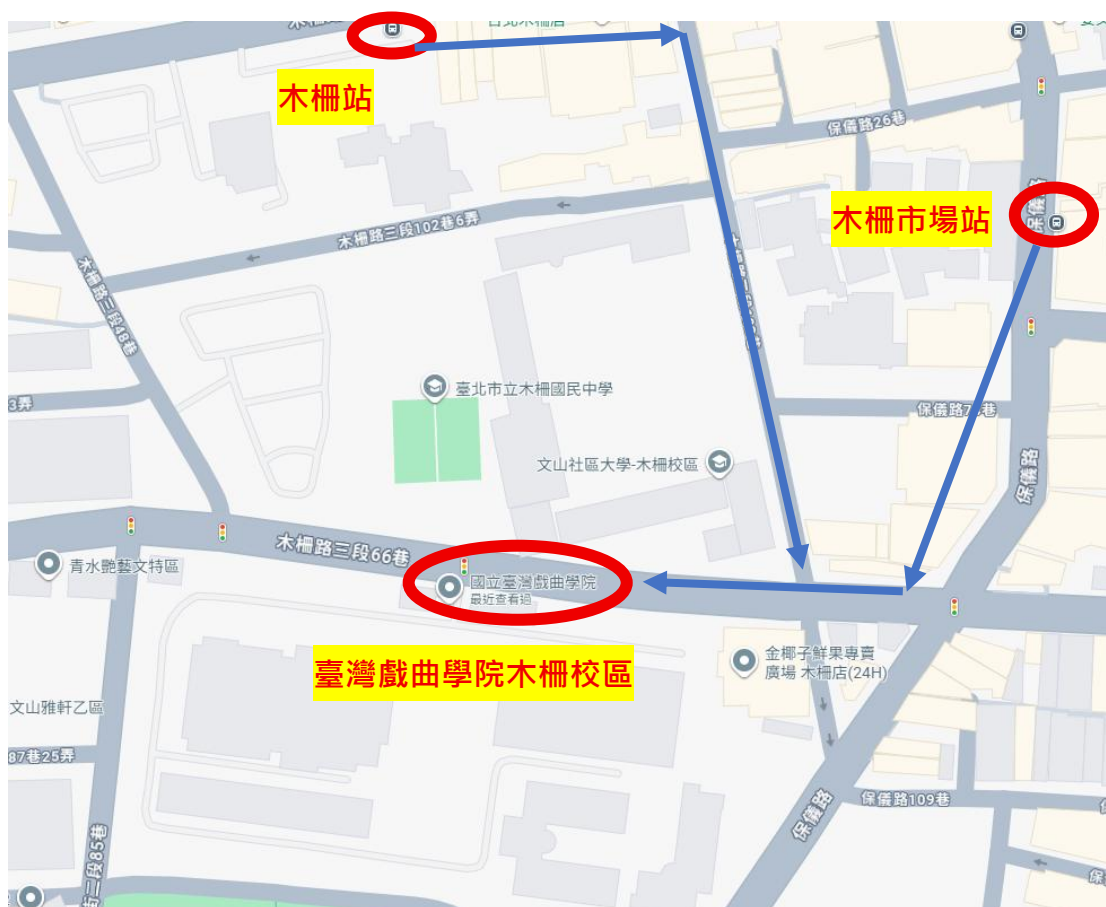 木柵站
保儀路26巷
保儀路
木柵市場站
木柵路三段102巷6弄
木柵路三段48巷
臺北市立木柵國民中學
文山社區大學-木柵校區
木柵路三段66巷
國立臺灣戲曲學院
最近查看過
青水艷藝文特區
保儀路
臺灣戲曲學院木柵校區
金椰子鮮果專賣
廣場 木柵店(24H)
文山雅軒乙區
87巷25弄
保儀路
保儀路109巷